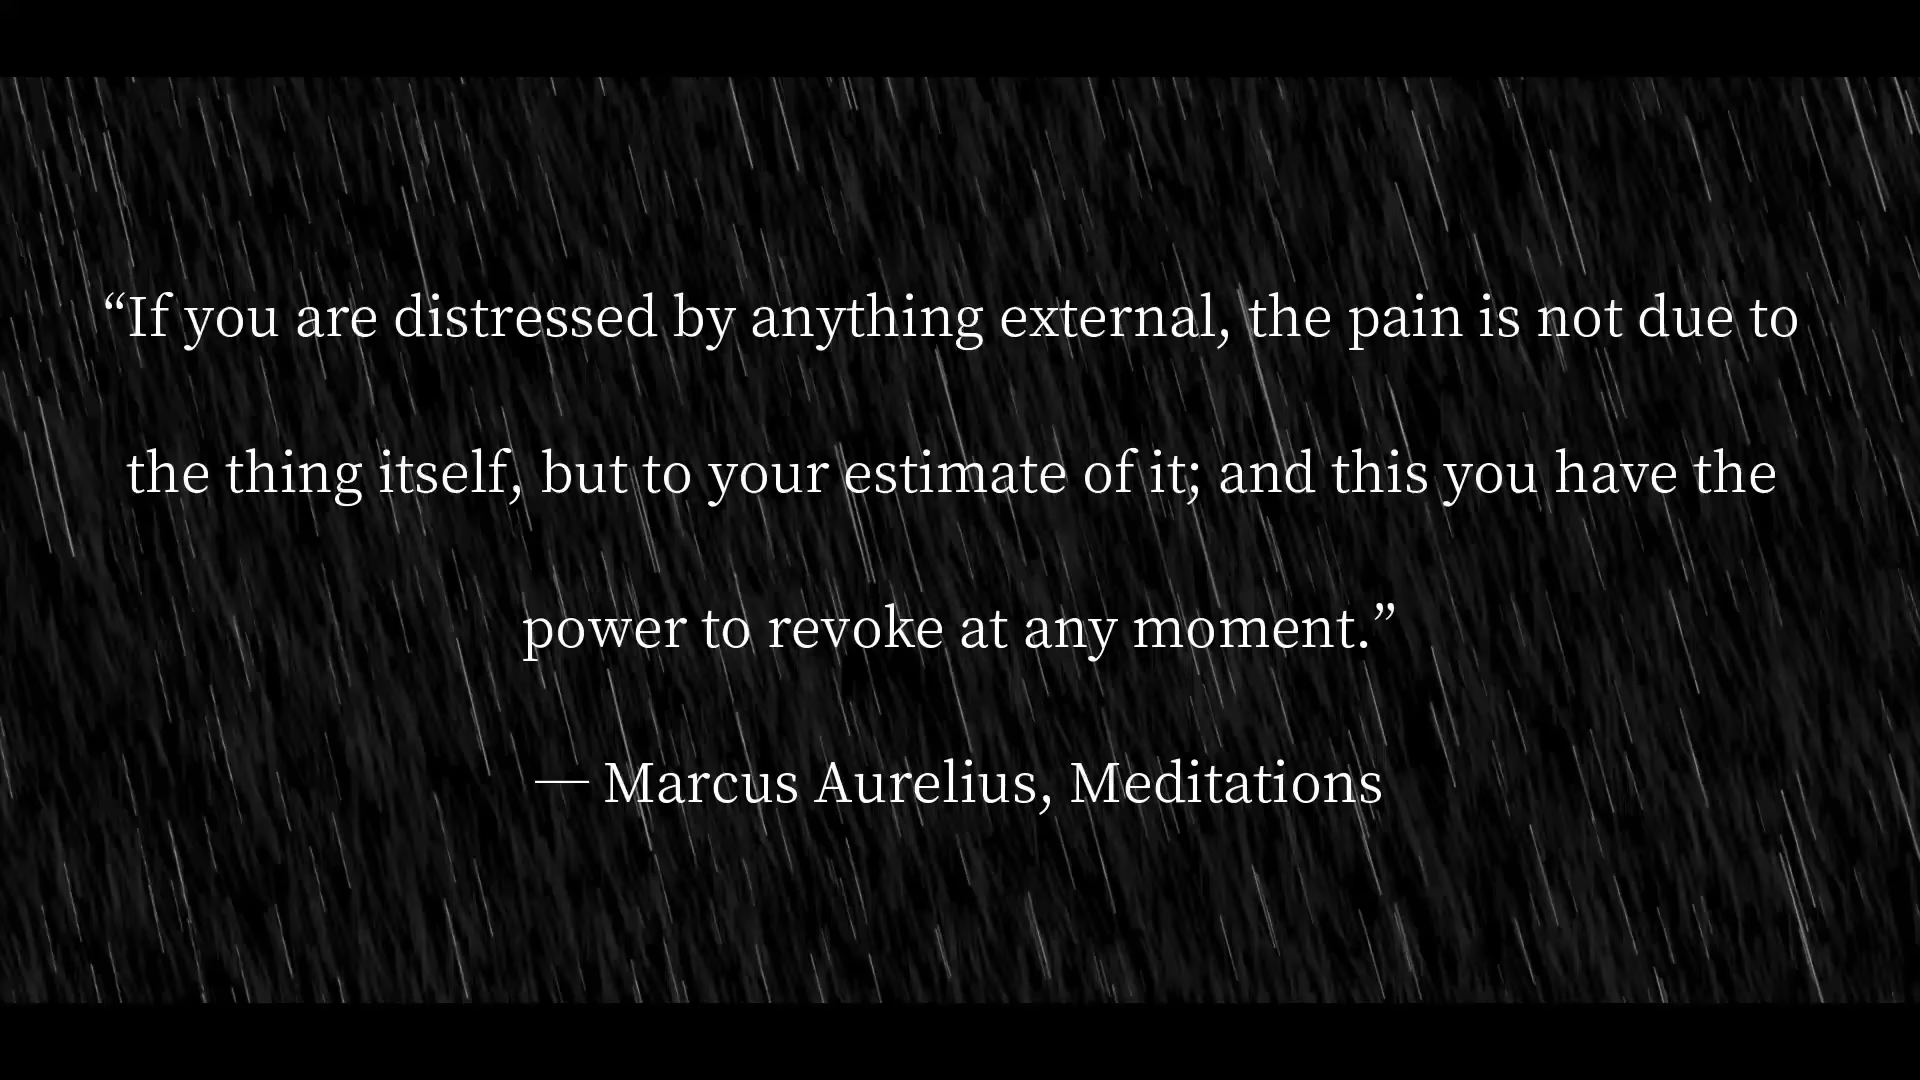 “If you are distressed by anything external, the pain is not due to
the thing itself, but to your estimate of it; and this you have the
power to revoke at any moment.”
— Marcus Aurelius, Meditations